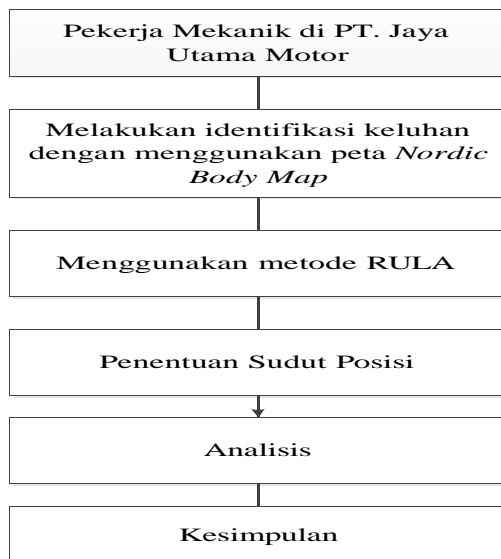 Pekerja Mekanik di PT. Jaya
Utama Motor
Melakukan identifikasi keluhan
dengan menggunakan peta Nordic
Body Map
Menggunakan metode RULA
Penentuan Sudut Posisi
Analisis
Kesimpulan